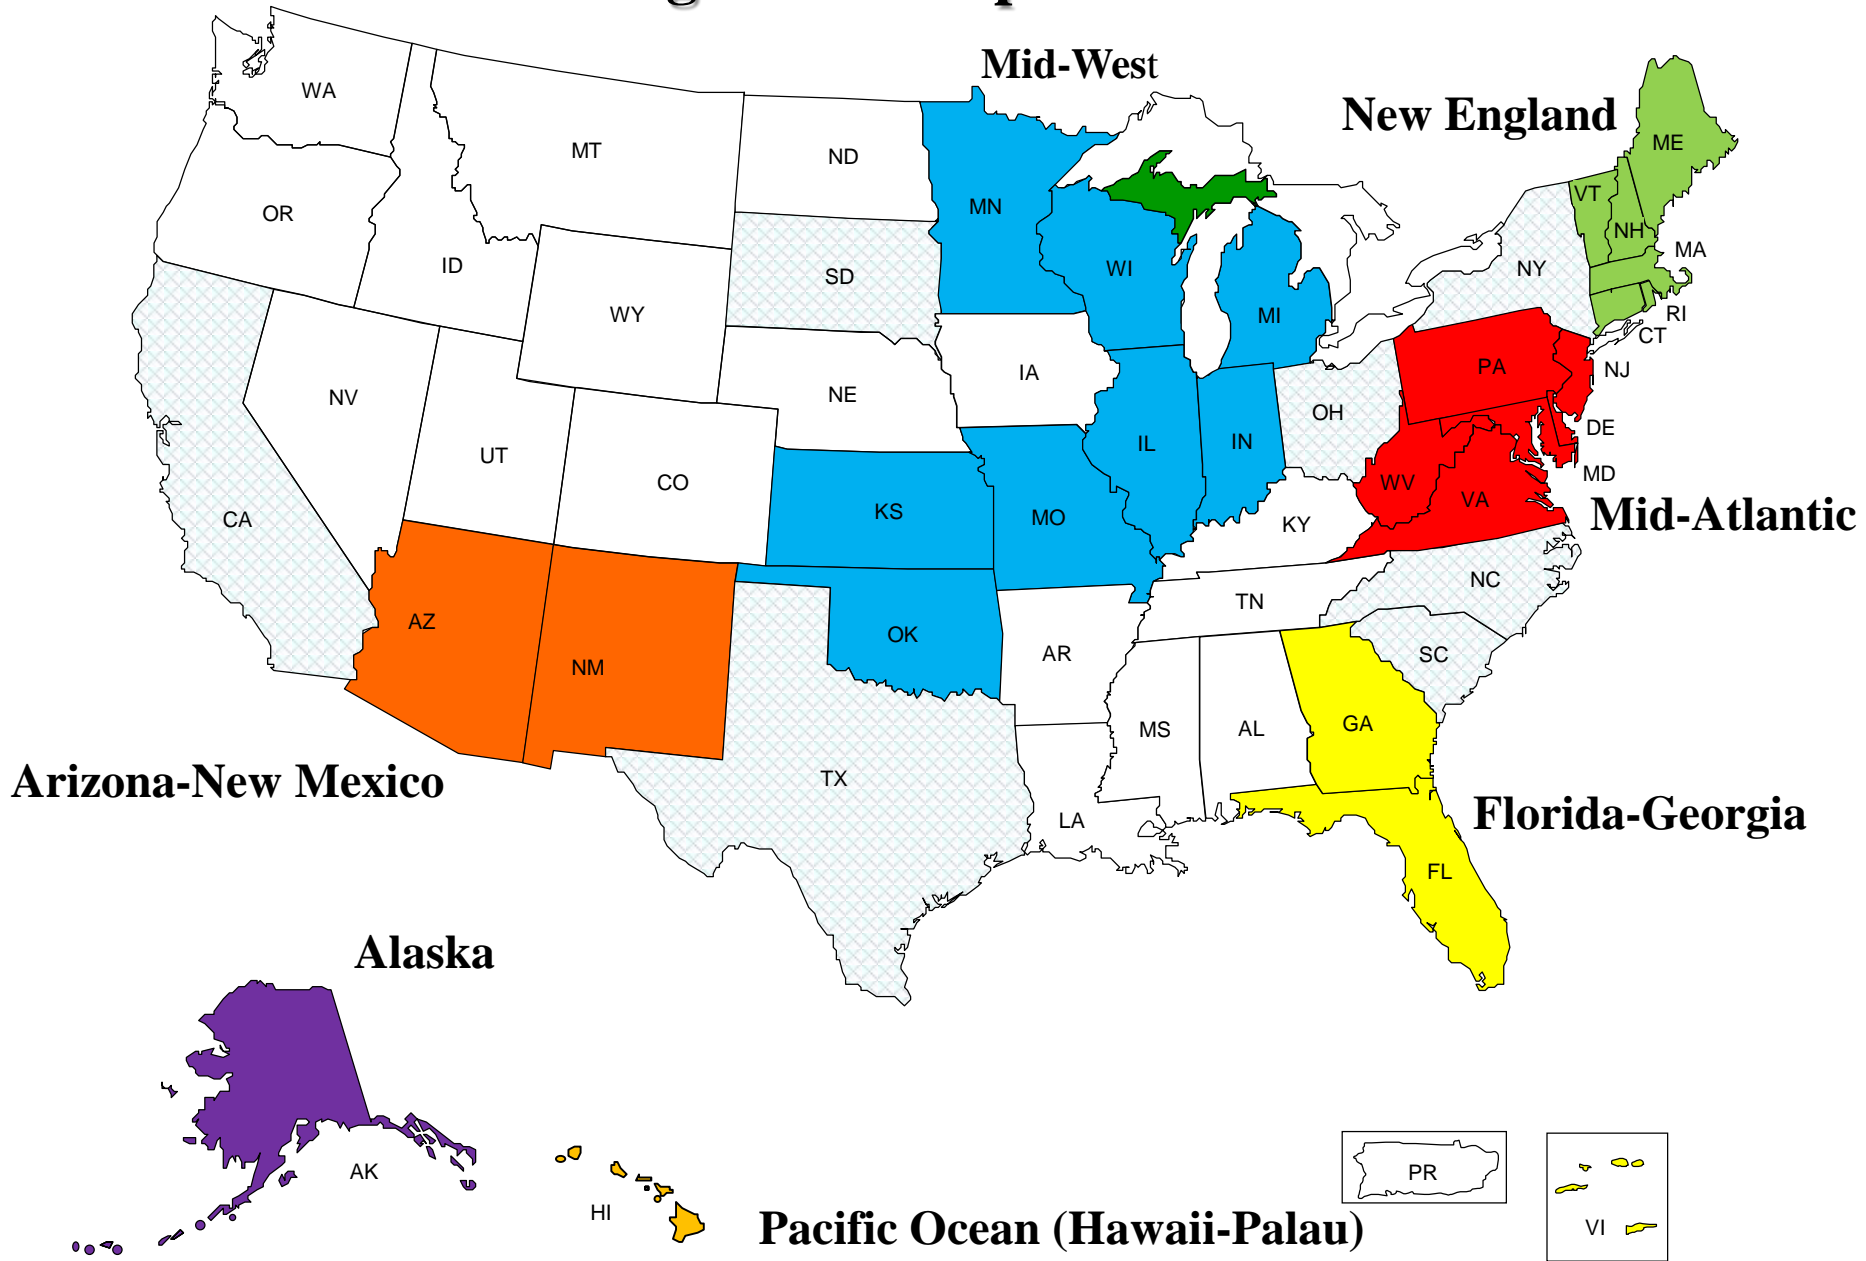 Mid-West
New England
WA
MT
ND
ME
OR
ID
MN
VT
NH
MA
SD
WI
NY
WY
MI
RI
CT
IA
PA
NJ
NV
NE
OH
DE
UT
CO
IL
IN
WV
MD
CA
KS
MO
KY
VA
Mid-Atlantic
NC
TN
AZ
NM
OK
AR
SC
Arizona-New Mexico
TX
MS
AL
GA
LA
Florida-Georgia
FL
Alaska
AK
HI
Pacific Ocean (Hawaii-Palau)
PR
VI